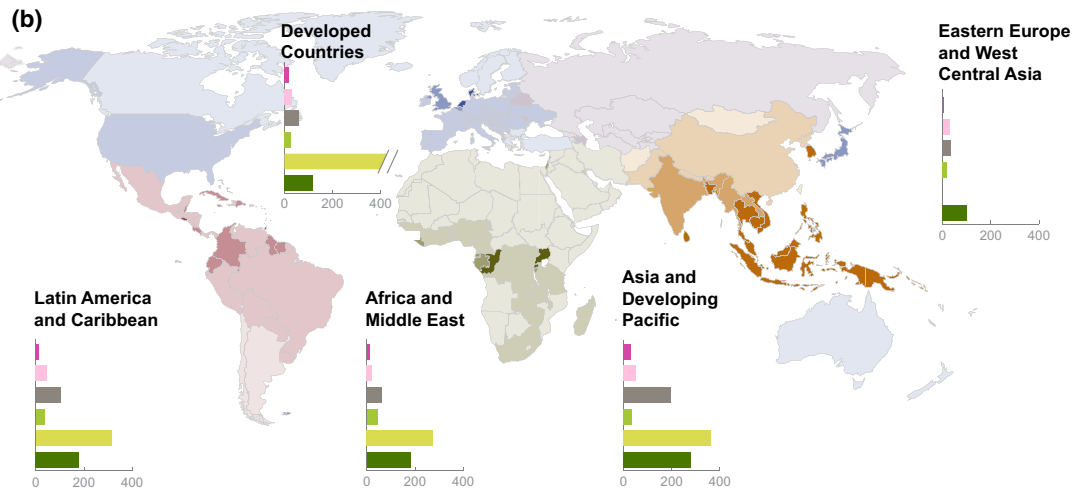 (b)
Developed
Countries
0
200
400
Eastern Europe
and West
Central Asia
0
200
400
Latin America
and Caribbean
0
200
400
Africa and
Middle East
0
200
400
Asia and
Developing
Pacific
0
200
400